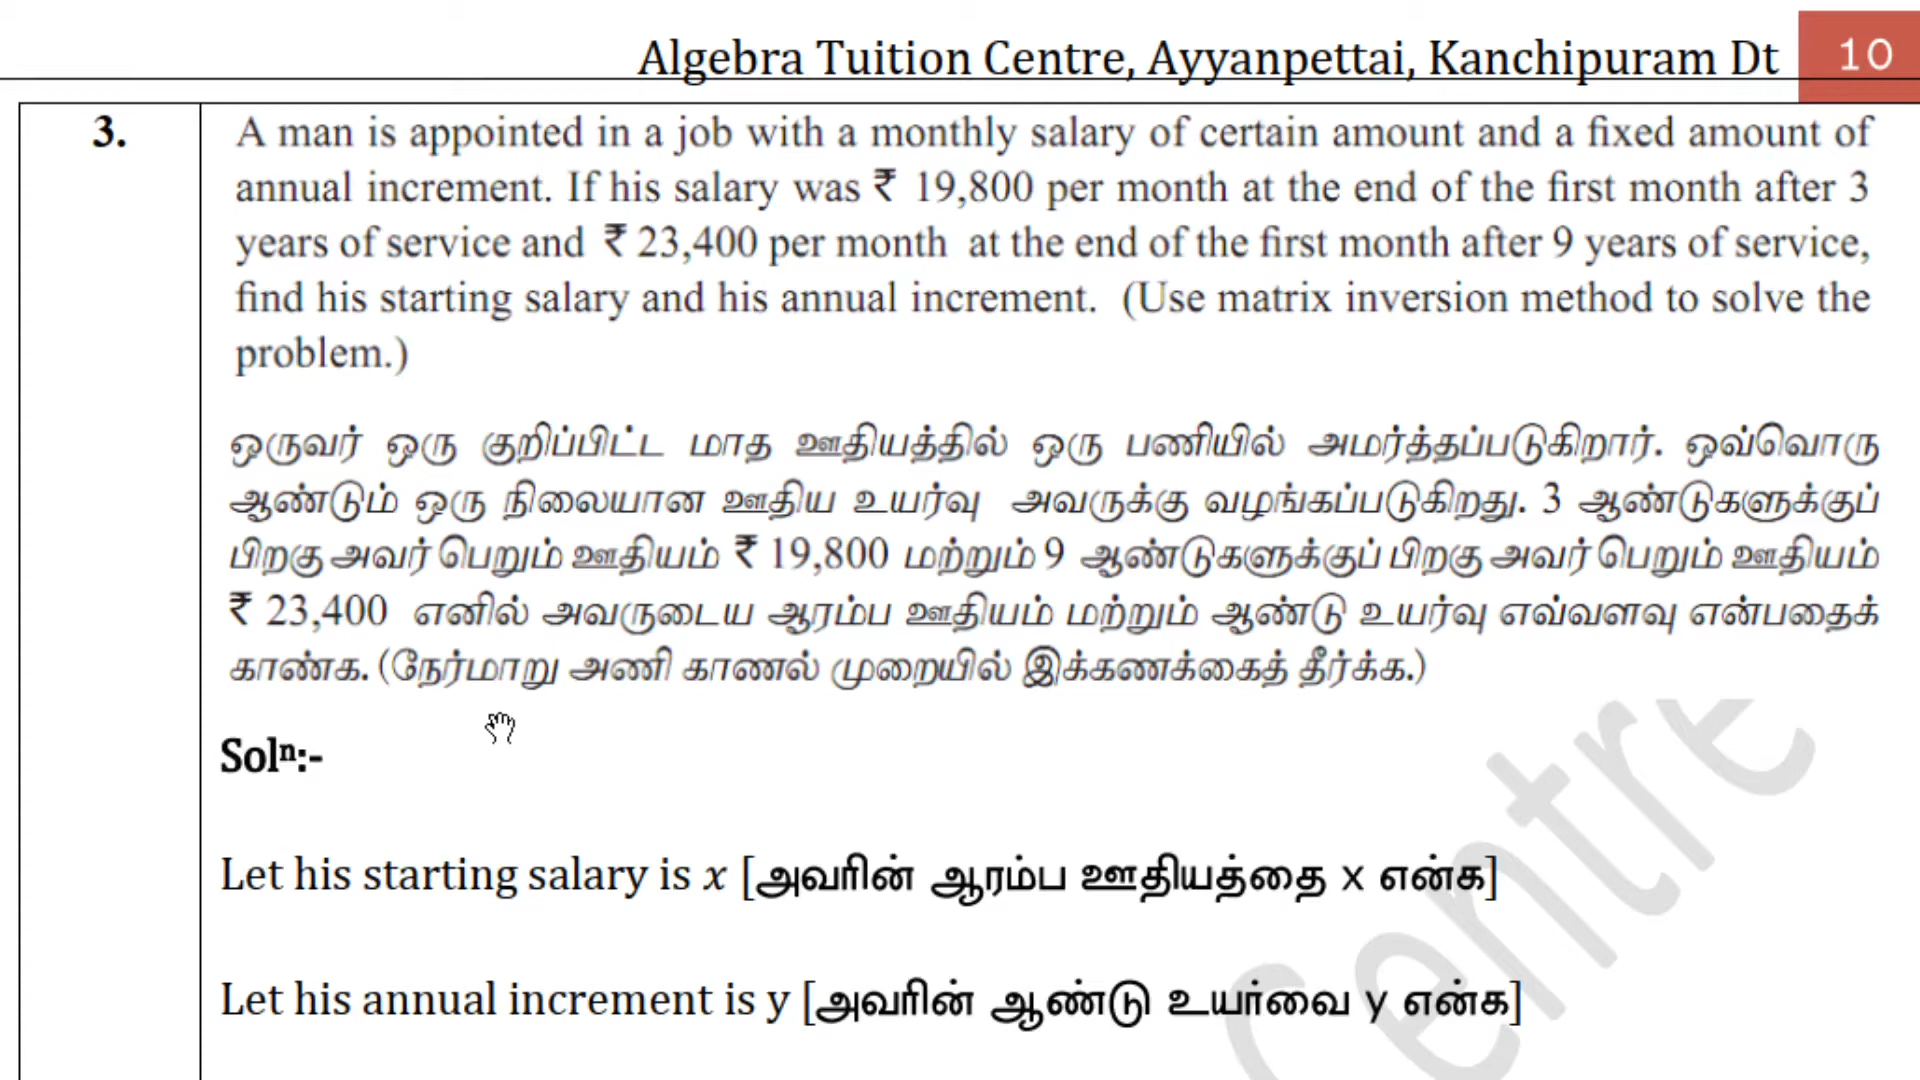 Algebra Tuition Centre, Ayyanpettai, Kanchipuram Dt 10
3. A man is appointed in a job with a monthly salary of certain amount and a fixed amount of
annual increment. If his salary was ₹ 19,800 per month at the end of the first month after 3
years of service and ₹ 23,400 per month at the end of the first month after 9 years of service,
find his starting salary and his annual increment. (Use matrix inversion method to solve the
problem.)
ஒருவர் ஒரு குறிப்பிட்ட மாத ஊதியத்தில் ஒரு பணியில் அமர்த்தப்படுகிறார். ஒவ்வொரு
ஆண்டும் ஒரு நிலையான ஊதிய உயர்வு அவருக்கு வழங்கப்படுகிறது. 3 ஆண்டுகளுக்குப்
பிறகு அவர் பெறும் ஊதியம் ₹ 19,800 மற்றும் 9 ஆண்டுகளுக்குப் பிறகு அவர் பெறும் ஊதியம்
₹ 23,400 எனில் அவருடைய ஆரம்ப ஊதியம் மற்றும் ஆண்டு உயர்வு எவ்வளவு என்பதைக்
காண்க. (நேர்மாறு அணி காணல் முறையில் இக்கணக்கைத் தீர்க்க.)
Solⁿ:-
Let his starting salary is x [அவரின் ஆரம்ப ஊதியத்தை x என்க]
Let his annual increment is y [அவரின் ஆண்டு உயர்வை y என்க]
Centre